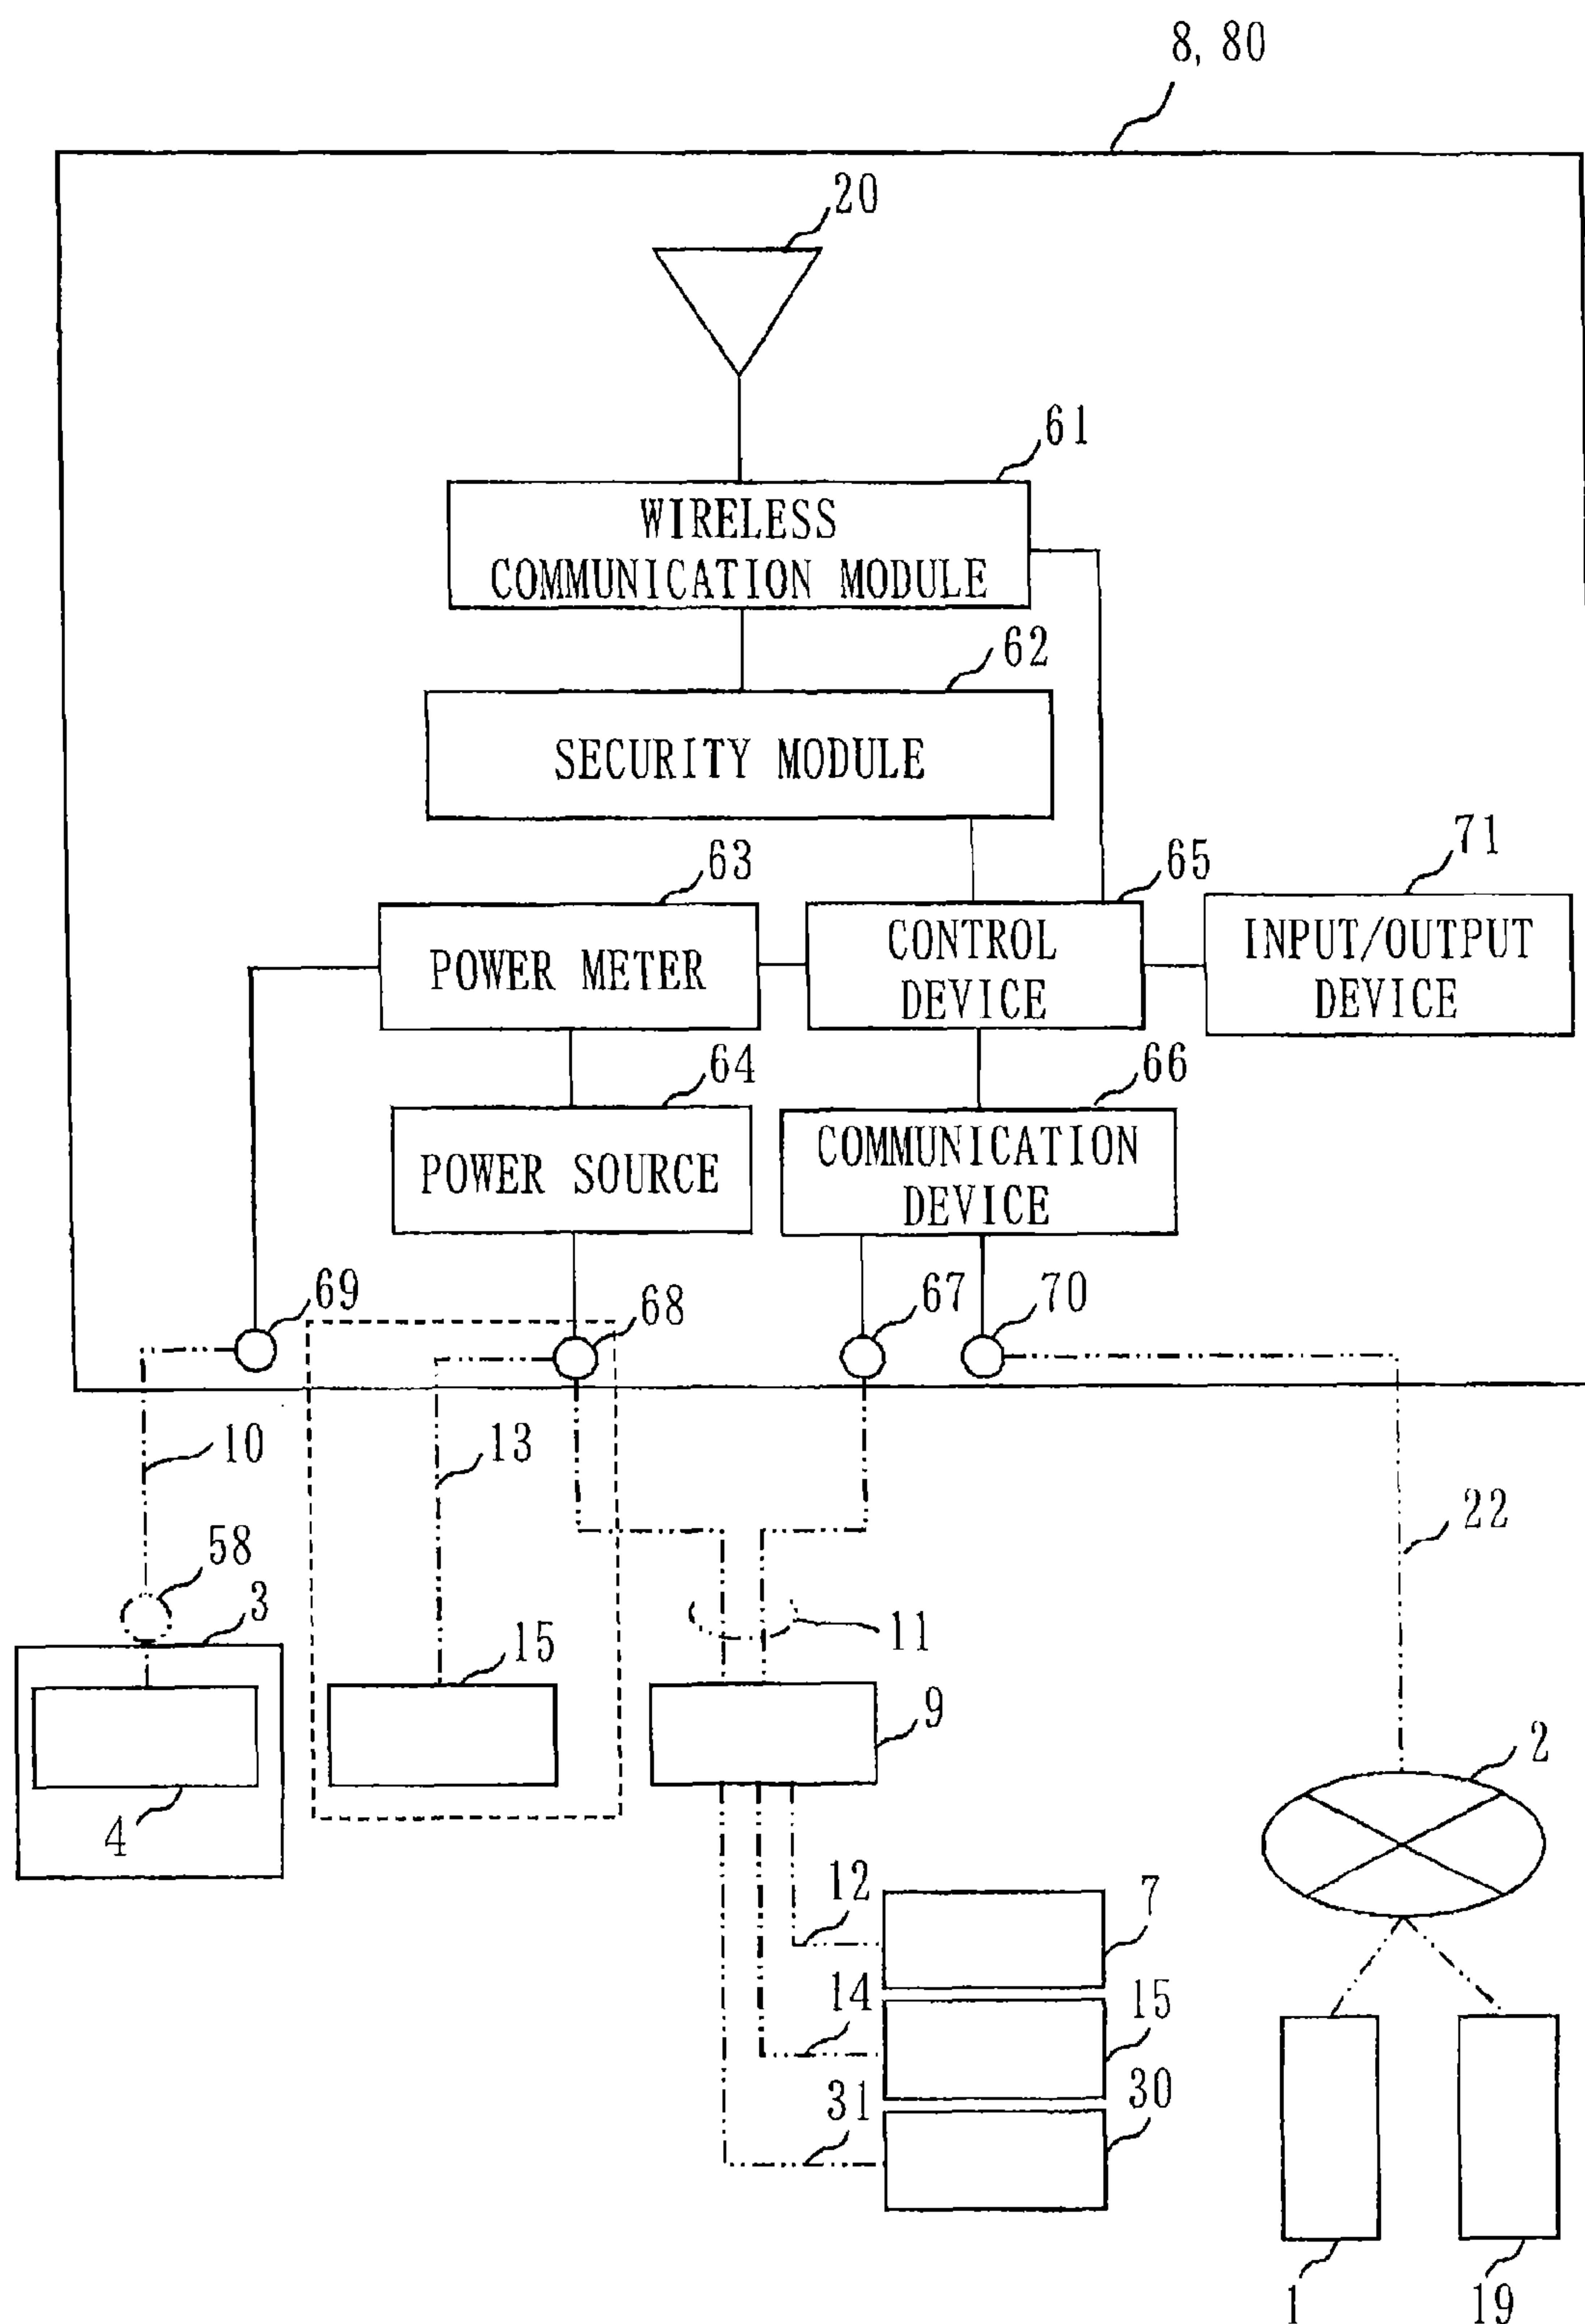 8, 80
20
61
WIRELESS
COMMUNICATION MODULE
62
SECURITY MODULE
63
65
71
POWER METER
CONTROL
DEVICE
INPUT/OUTPUT
DEVICE
64
66
POWER SOURCE
COMMUNICATION
DEVICE
69
68
67
70
10
13
22
58
3
15
11
9
2
4
12
7
14
15
31
30
1
19